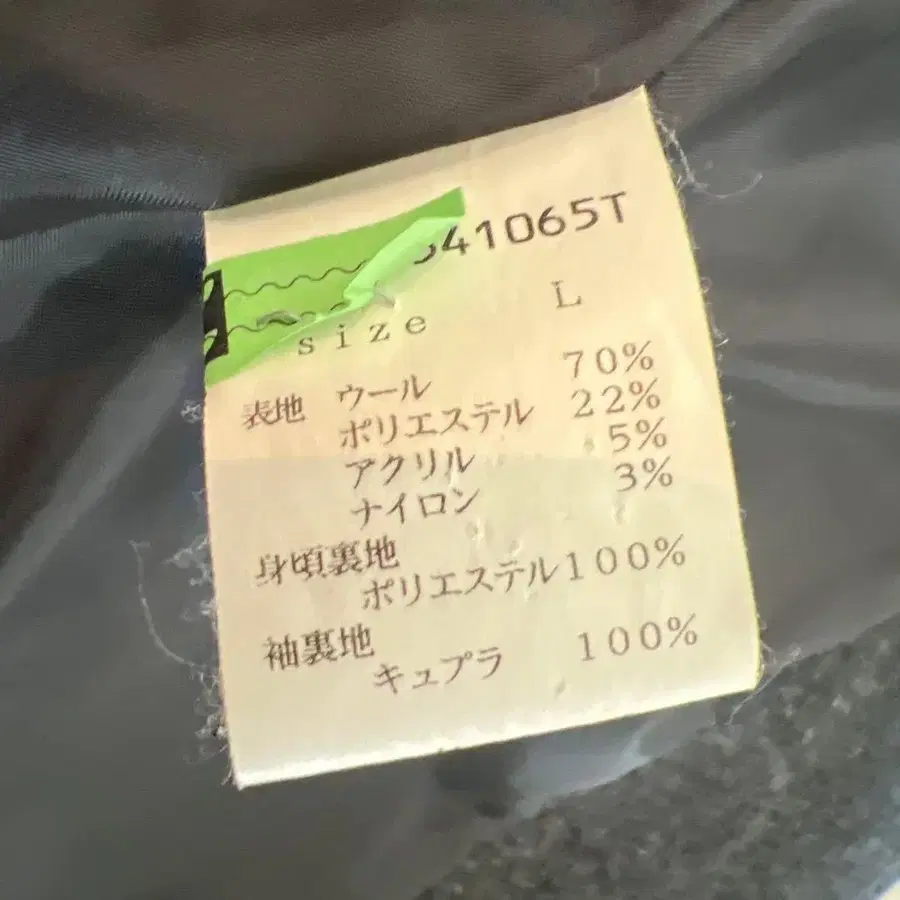 41065T
size L
表地 ウール 70%
ポリエステル 22%
アクリル 5%
ナイロン 3%
身頃裏地
ポリエステル100%
袖裏地
キュプラ 100%